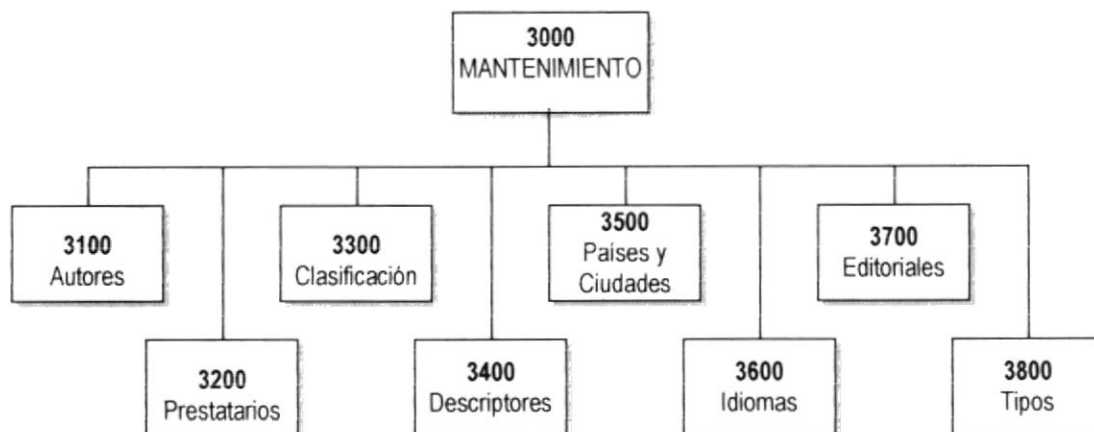 3000
MANTENIMIENTO
3100
Autores
3300
Clasificación
3500
Países y
Ciudades
3700
Editoriales
3200
Prestatarios
3400
Descriptores
3600
Idiomas
3800
Tipos